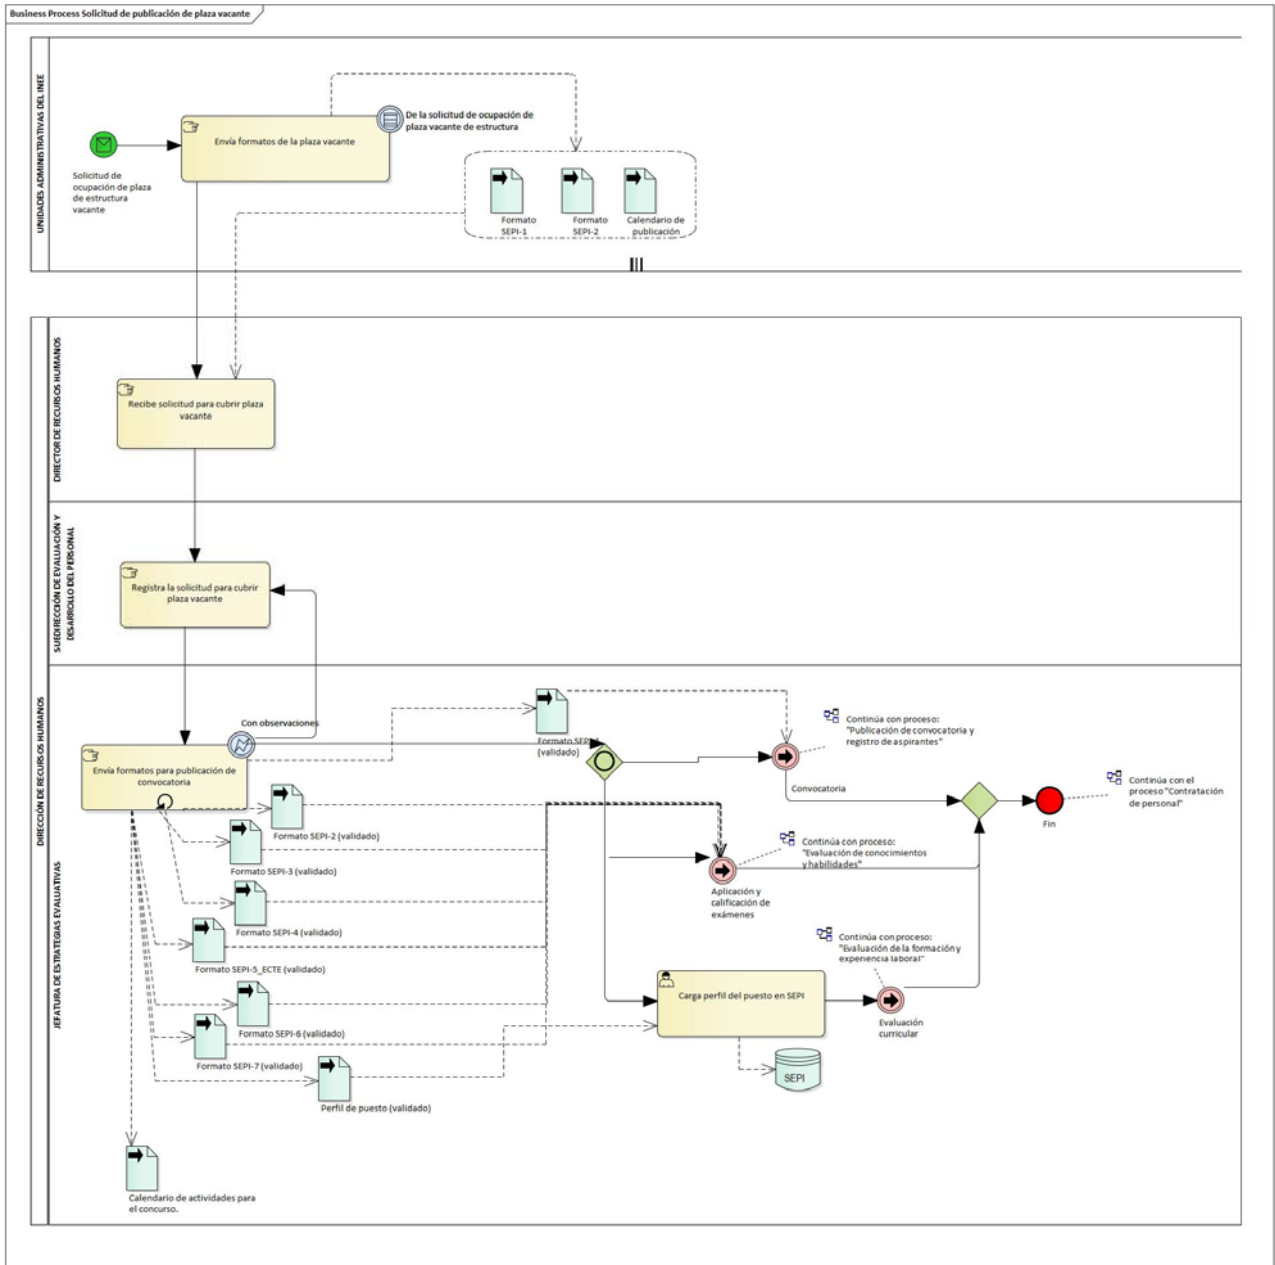 Business Process Solicitud de publicación de plaza vacante
UNIDADES ADMINISTRATIVAS DEL INEE
Envía formatos de la plaza vacante
De la solicitud de ocupación de
plaza vacante de estructura
Solicitud de
ocupación de plaza
de estructura
vacante
Formato
SEPI-1
Formato
SEPI-2
Calendario de
publicación
DIRECCIÓN DE RECURSOS HUMANOS
DIRECTOR DE RECURSOS HUMANOS
Recibe solicitud para cubrir plaza
vacante
SUEDIRECCIÓN DE EVALUACIÓN Y
DESARROLLO DEL PERSONAL
Registra la solicitud para cubrir
plaza vacante
JEFATURA DE ESTRATEGIAS EVALUATIVAS
Con observaciones
Envía formatos para publicación de
convocatoria
Formato SEPI-1
(validado)
Continúa con proceso:
"Publicación de convocatoria y
registro de aspirantes"
Convocatoria
Continúa con el
proceso "Contratación
de personal"
Fin
Formato SEPI-2 (validado)
Formato SEPI-3 (validado)
Continúa con proceso:
"Evaluación de conocimientos
y habilidades"
Aplicación y
calificación de
exámenes
Formato SEPI-4 (validado)
Formato SEPI-5_ECTE (validado)
Continúa con proceso:
"Evaluación de la formación y
experiencia laboral"
Carga perfil del puesto en SEPI
Evaluación
curricular
Formato SEPI-6 (validado)
Formato SEPI-7 (validado)
SEPI
Perfil de puesto (validado)
Calendario de actividades para
el concurso.